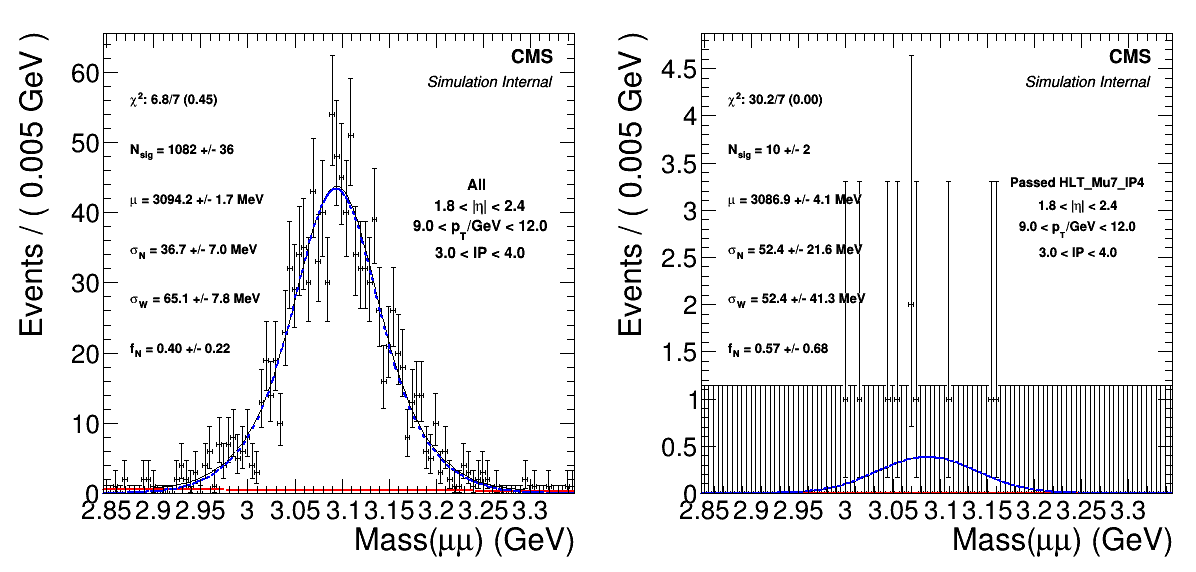 CMS
Simulation Internal
χ²: 6.8/7 (0.45)
N_sig = 1082 +/- 36
μ = 3094.2 +/- 1.7 MeV
σ_N = 36.7 +/- 7.0 MeV
σ_W = 65.1 +/- 7.8 MeV
f_N = 0.40 +/- 0.22
All
1.8 < |η| < 2.4
9.0 < p_T/GeV < 12.0
3.0 < IP < 4.0
Events / ( 0.005 GeV )
60
50
40
30
20
10
0
2.85 2.9 2.95 3 3.05 3.1 3.15 3.2 3.25 3.3
Mass(μμ) (GeV)
CMS
Simulation Internal
χ²: 30.2/7 (0.00)
N_sig = 10 +/- 2
μ = 3086.9 +/- 4.1 MeV
σ_N = 52.4 +/- 21.6 MeV
σ_W = 52.4 +/- 41.3 MeV
f_N = 0.57 +/- 0.68
Passed HLT_Mu7_IP4
1.8 < |η| < 2.4
9.0 < p_T/GeV < 12.0
3.0 < IP < 4.0
Events / ( 0.005 GeV )
4.5
4
3.5
3
2.5
2
1.5
1
0.5
0
2.85 2.9 2.95 3 3.05 3.1 3.15 3.2 3.25 3.3
Mass(μμ) (GeV)